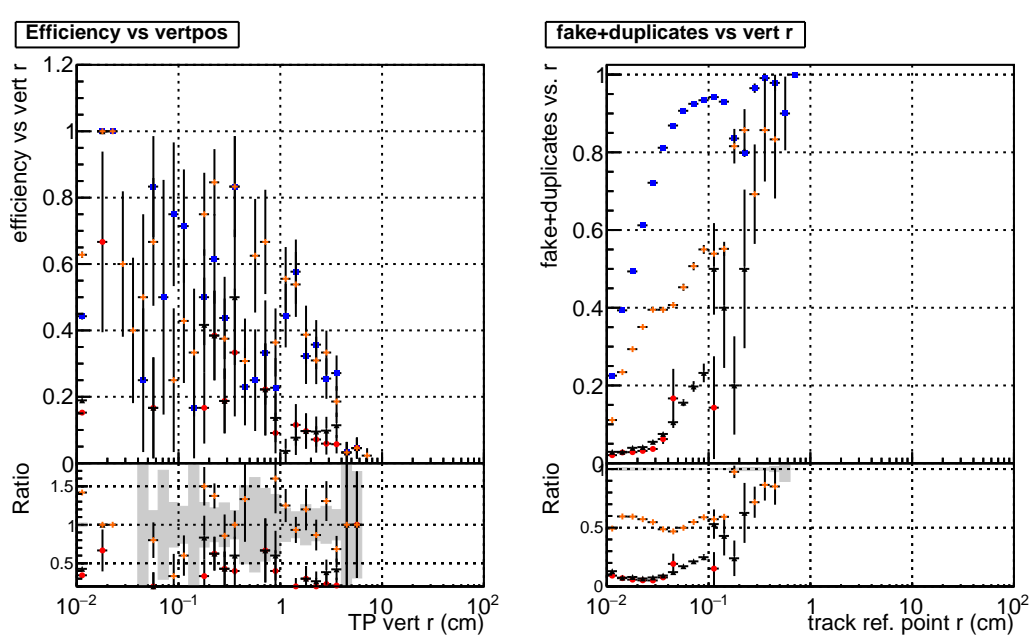 Efficiency vs vertpos
efficiency vs vert r
1.2
1
0.8
0.6
0.4
0.2
0
Ratio
1.5
1
0.5
10⁻² 10⁻¹ 1 10 10²
TP vert r (cm)
fake+duplicates vs vert r
fake+duplicates vs. r
1
0.8
0.6
0.4
0.2
0
Ratio
1
0.5
0
10⁻² 10⁻¹ 1 10 10²
track ref. point r (cm)